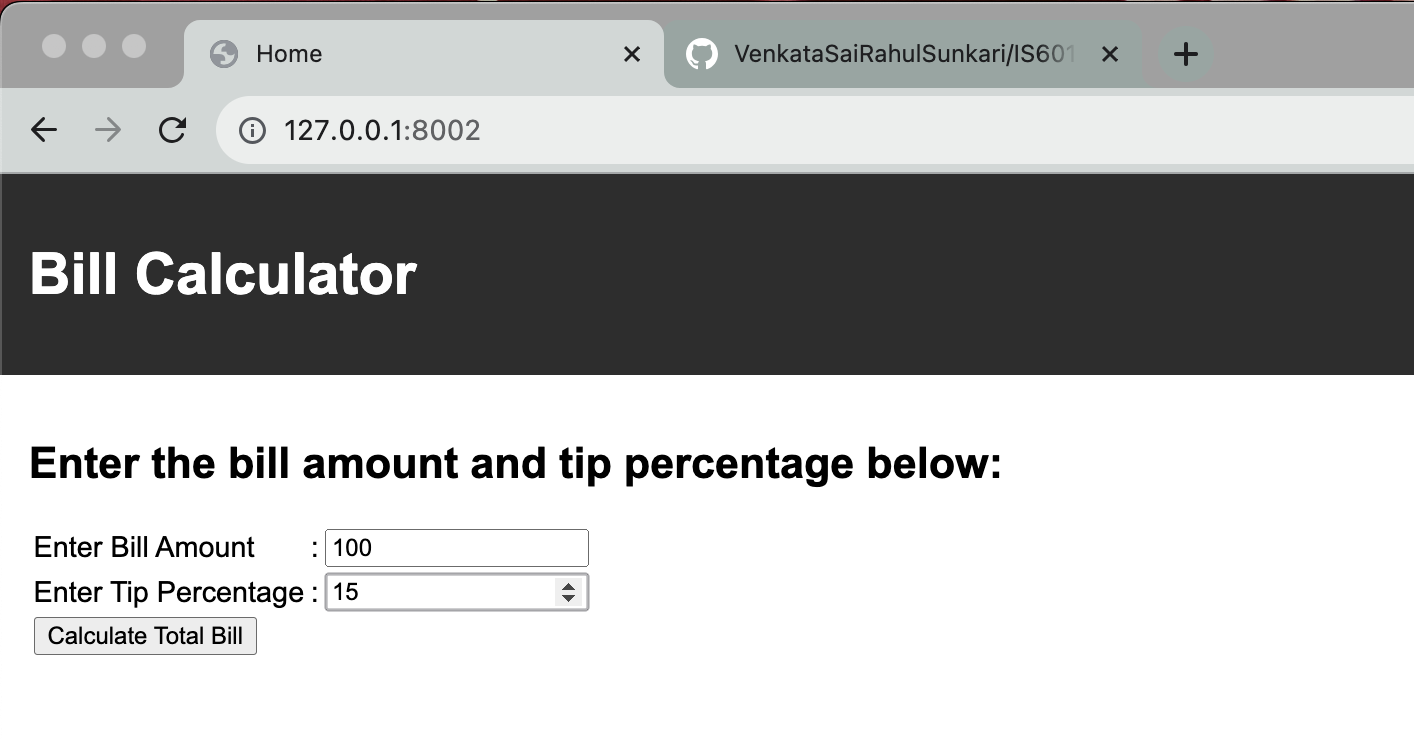 Home
VenkataSaiRahulSunkari/IS601
127.0.0.1:8002
Bill Calculator
Enter the bill amount and tip percentage below:
Enter Bill Amount : 100
Enter Tip Percentage : 15
Calculate Total Bill